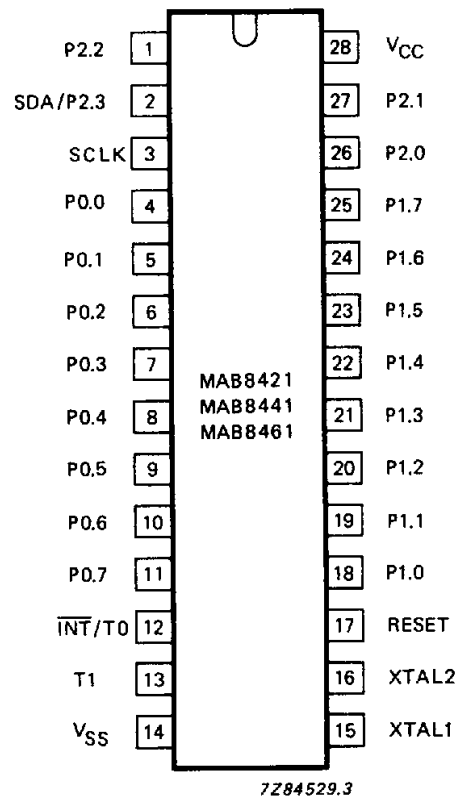 P2.2 1 28 VCC
SDA/P2.3 2 27 P2.1
SCLK 3 26 P2.0
P0.0 4 25 P1.7
P0.1 5 24 P1.6
P0.2 6 23 P1.5
P0.3 7 22 P1.4
MAB8421
MAB8441
MAB8461
P0.4 8 21 P1.3
P0.5 9 20 P1.2
P0.6 10 19 P1.1
P0.7 11 18 P1.0
INT/T0 12 17 RESET
T1 13 16 XTAL2
VSS 14 15 XTAL1
7Z84529.3